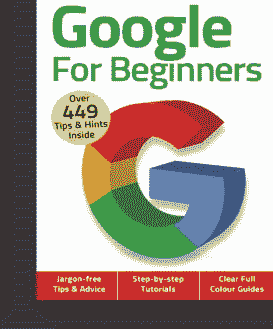 Google
For Beginners
Over
449
Tips & Hints
Inside
Jargon-free
Tips & Advice
Step-by-step
Tutorials
Clear Full
Colour Guides